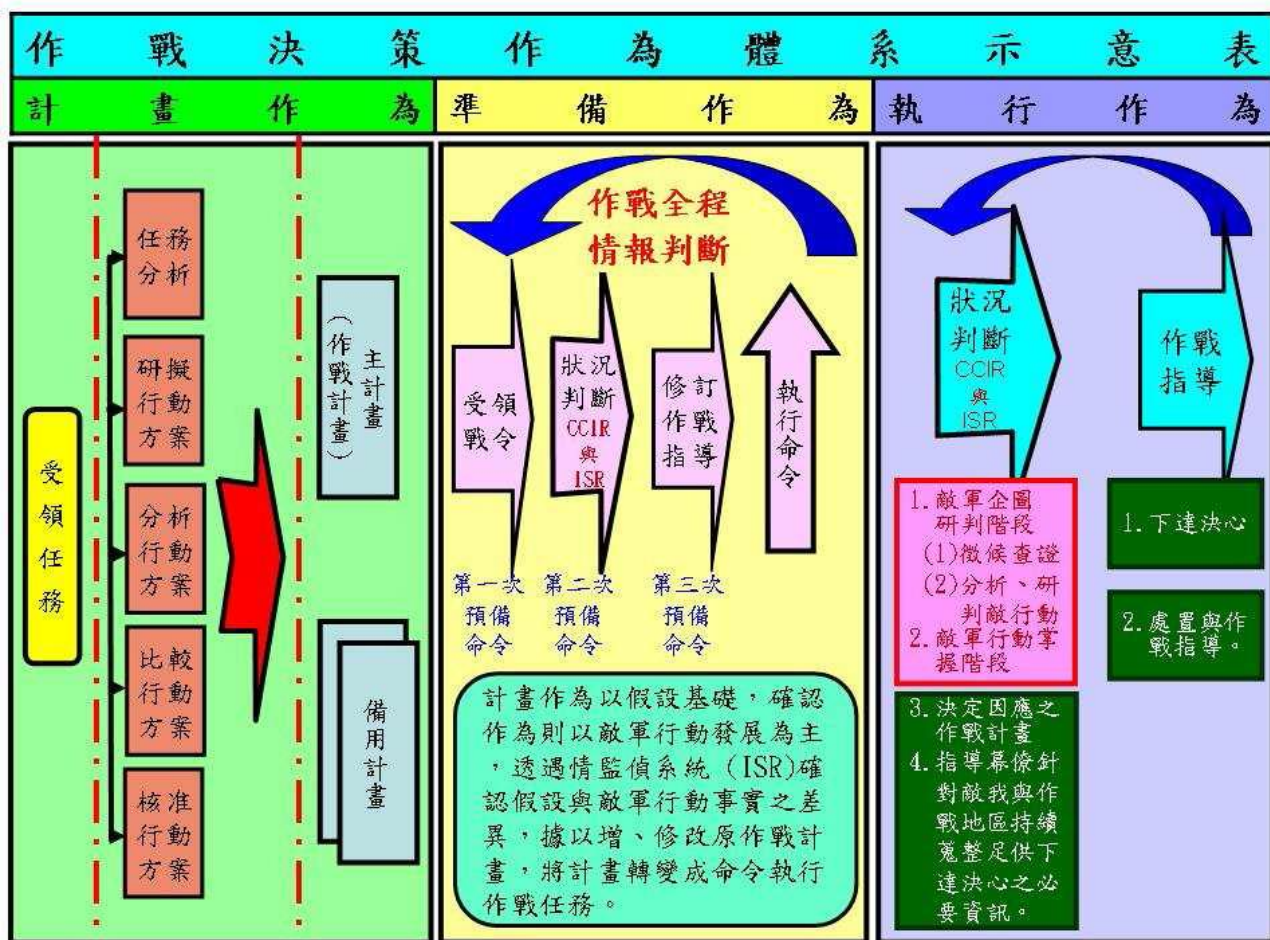 作戰決策作為體系示意表
計畫作為
準備作為
執行作為
受領任務
任務
分析
研擬
行動
方案
分析
行動
方案
比較
行動
方案
核准
行動
方案
主計畫
(作戰計畫)
備用計畫
作戰全程
情報判斷
受領
戰令
狀況
判斷
CCIR
與
ISR
修訂
作戰
指導
執行命令
第一次
預備
命令
第二次
預備
命令
第三次
預備
命令
計畫作為以假設基礎,確認
作為則以敵軍行動發展為主
,透過情監偵系統(ISR)確
認假設與敵軍行動事實之差
異,據以增、修改原作戰計
畫,將計畫轉變成命令執行
作戰任務。
狀況
判斷
CCIR
與
ISR
作戰
指導
1.敵軍企圖
研判階段
(1)徵候查證
(2)分析、研
判敵行動
2.敵軍行動掌
握階段
3.決定因應之
作戰計畫
4.指導幕僚針
對敵我與作
戰地區持續
蒐整足供下
達決心之必
要資訊。
1.下達決心
2.處置與作
戰指導。